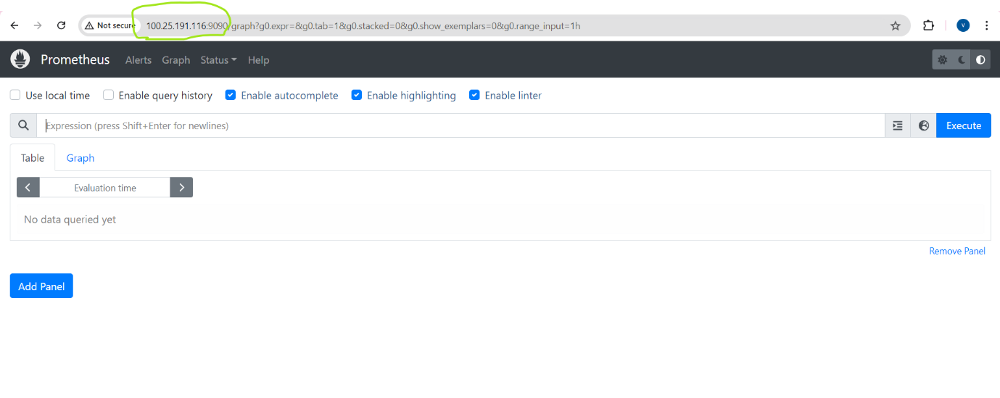 Not secure 100.25.191.116:9090/graph?g0.expr=&g0.tab=1&g0.stacked=0&g0.show_exemplars=0&g0.range_input=1h V
Prometheus Alerts Graph Status Help
Use local time Enable query history Enable autocomplete Enable highlighting Enable linter
Expression (press Shift+Enter for newlines) Execute
Table Graph
Evaluation time
No data queried yet
Remove Panel
Add Panel